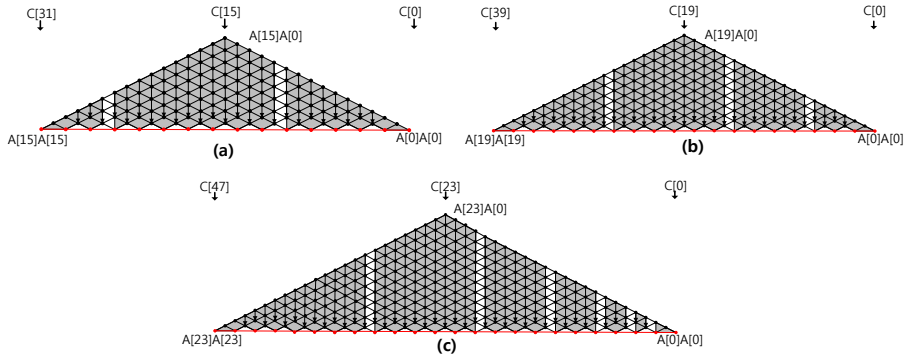 C[31] C[15] C[0]
A[15]A[0]
A[15]A[15] A[0]A[0]
(a)
C[39] C[19] C[0]
A[19]A[0]
A[19]A[19] A[0]A[0]
(b)
C[47] C[23] C[0]
A[23]A[0]
A[23]A[23] A[0]A[0]
(c)